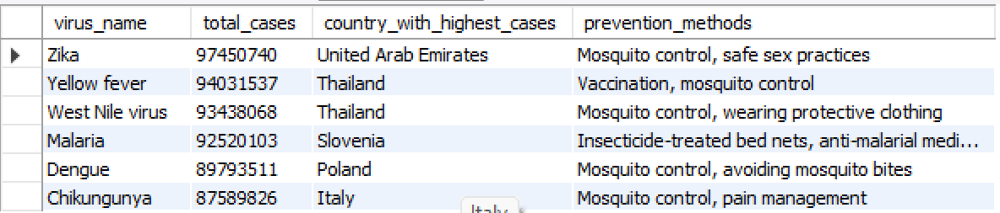 virus_name total_cases country_with_highest_cases prevention_methods
Zika 97450740 United Arab Emirates Mosquito control, safe sex practices
Yellow fever 94031537 Thailand Vaccination, mosquito control
West Nile virus 93438068 Thailand Mosquito control, wearing protective clothing
Malaria 92520103 Slovenia Insecticide-treated bed nets, anti-malarial medi...
Dengue 89793511 Poland Mosquito control, avoiding mosquito bites
Chikungunya 87589826 Italy Mosquito control, pain management
Italy